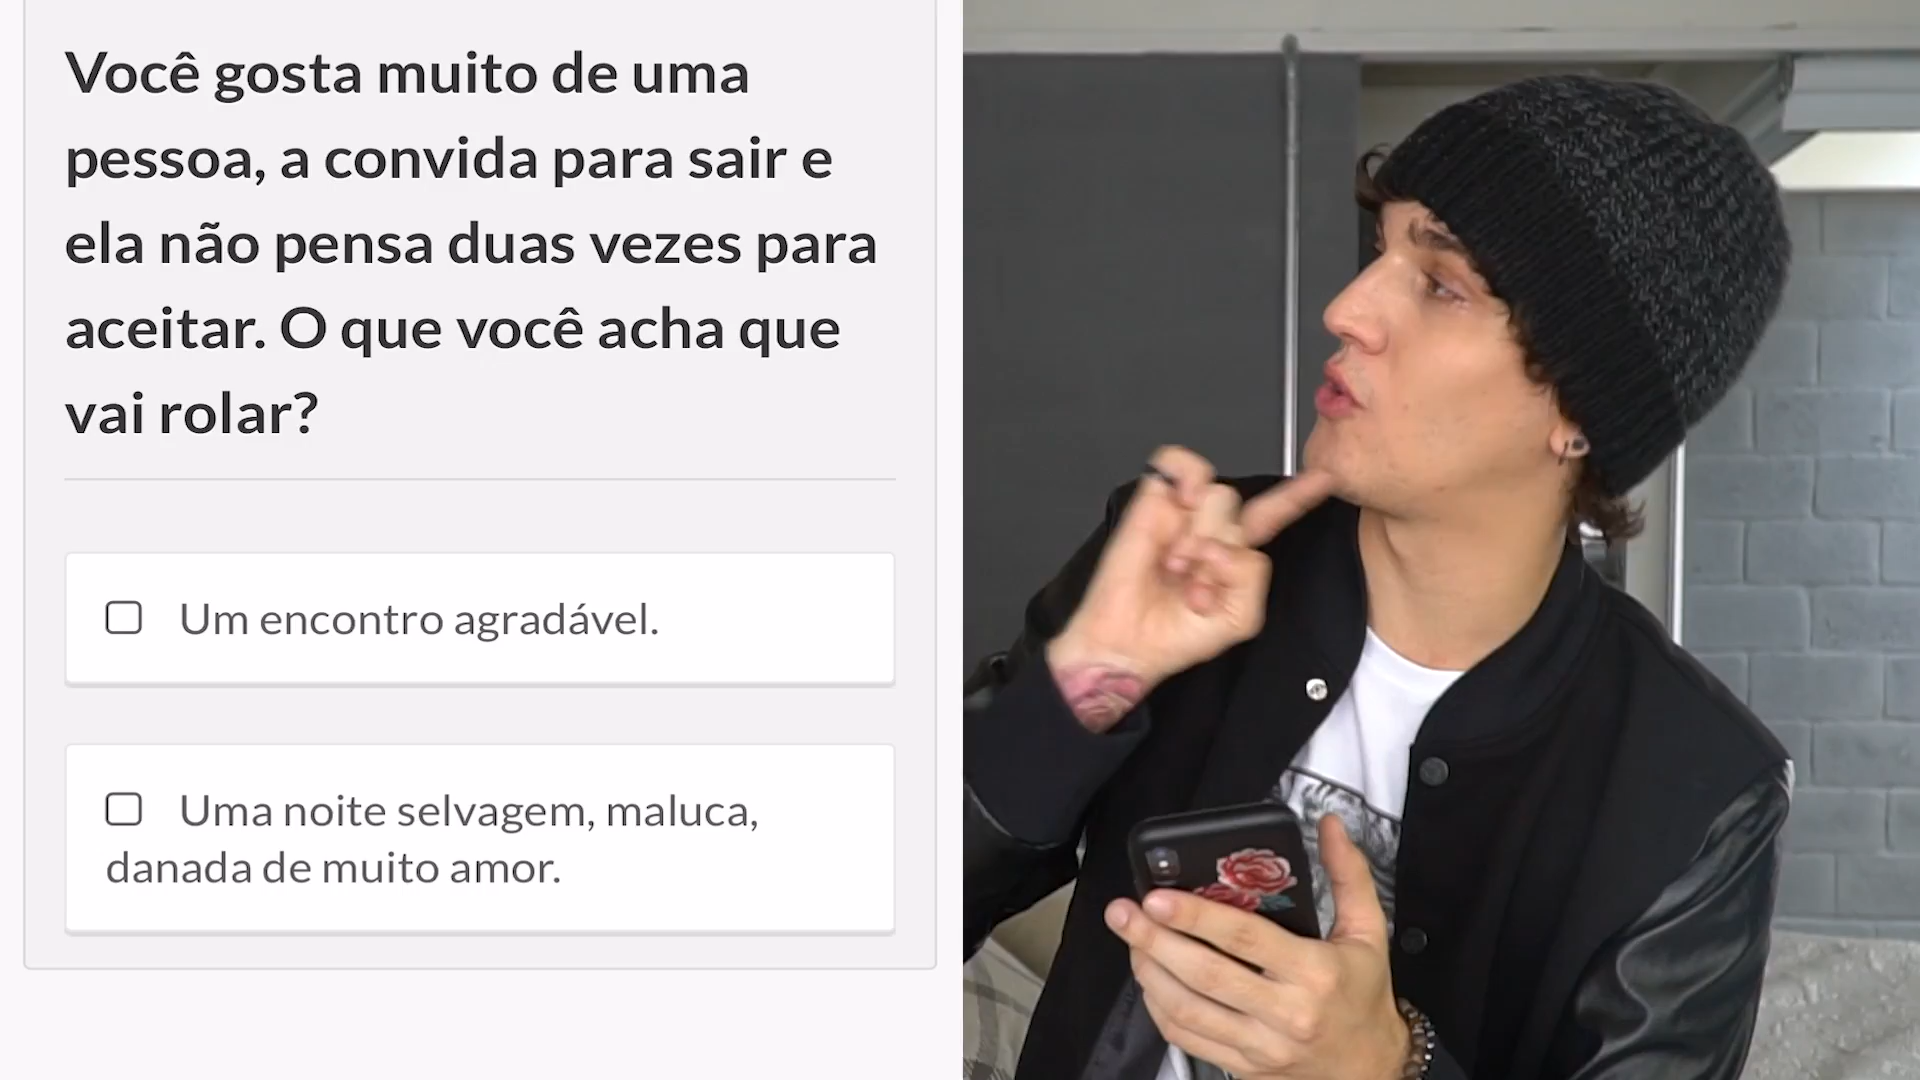 Você gosta muito de uma
pessoa, a convida para sair e
ela não pensa duas vezes para
aceitar. O que você acha que
vai rolar?
Um encontro agradável.
Uma noite selvagem, maluca,
danada de muito amor.